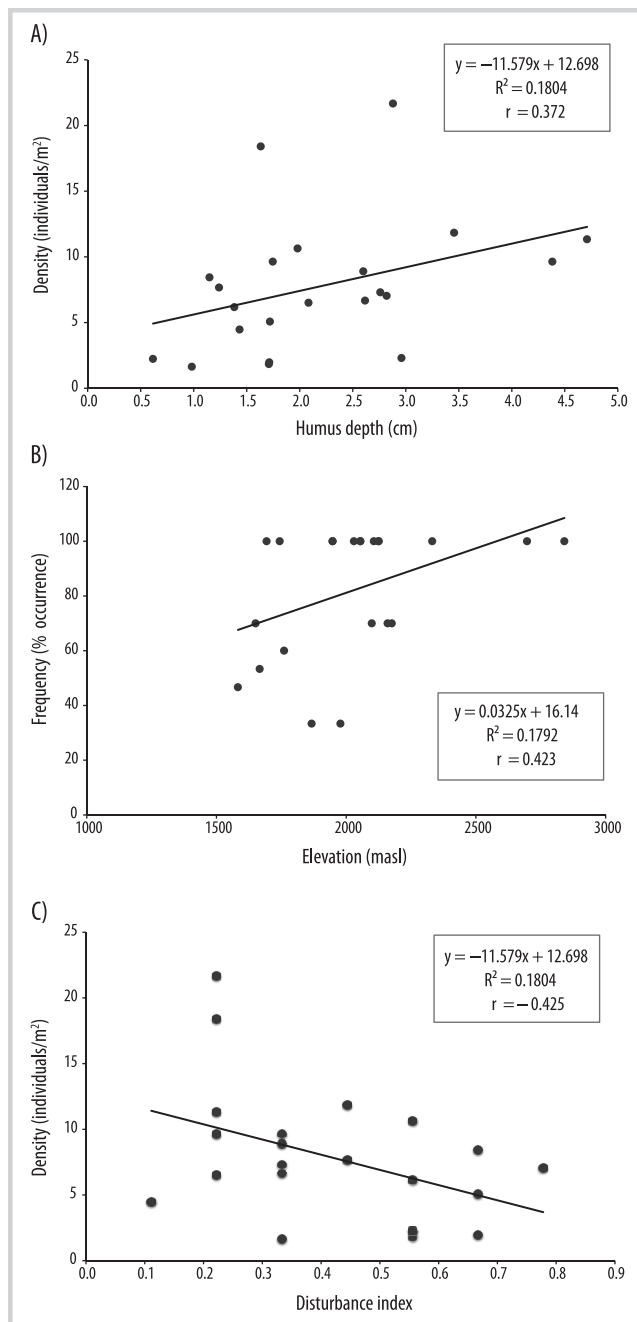 A)
y = −11.579x + 12.698
R² = 0.1804
r = 0.372
Density (individuals/m²)
25
20
15
10
5
0
0.0 0.5 1.0 1.5 2.0 2.5 3.0 3.5 4.0 4.5 5.0
Humus depth (cm)
B)
Frequency (% occurrence)
120
100
80
60
40
20
0
y = 0.0325x + 16.14
R² = 0.1792
r = 0.423
1000 1500 2000 2500 3000
Elevation (masl)
C)
y = −11.579x + 12.698
R² = 0.1804
r = − 0.425
Density (individuals/m²)
25
20
15
10
5
0
0.0 0.1 0.2 0.3 0.4 0.5 0.6 0.7 0.8 0.9
Disturbance index